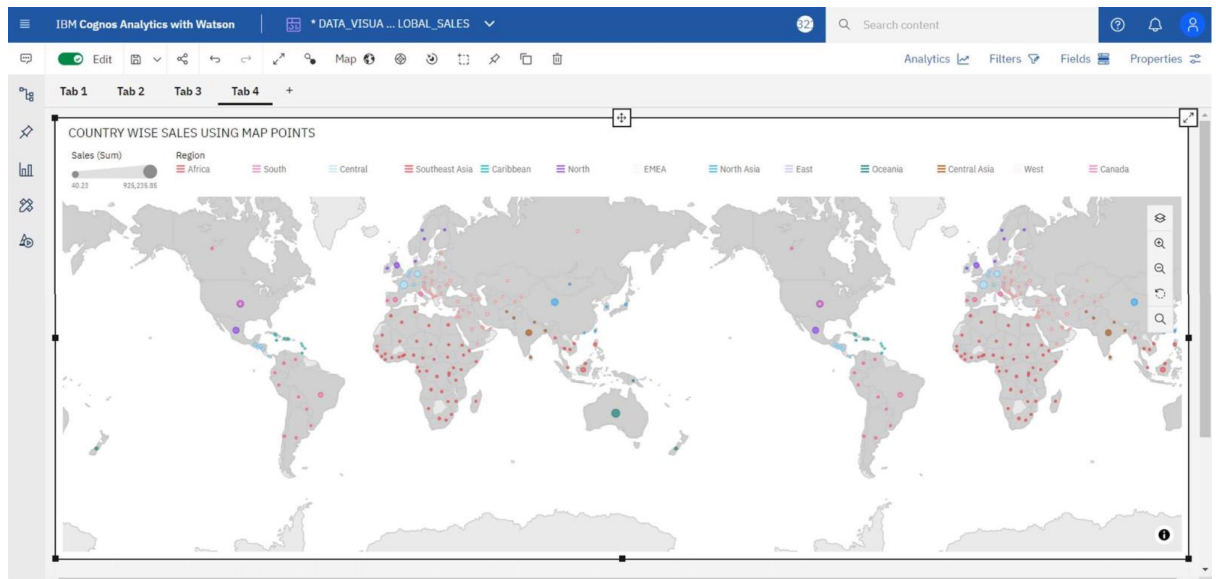 IBM Cognos Analytics with Watson
* DATA_VISUA ... LOBAL_SALES
Search content
Edit
Map
Analytics
Filters
Fields
Properties
Tab 1 Tab 2 Tab 3 Tab 4 +
COUNTRY WISE SALES USING MAP POINTS
Sales (Sum)
40.23 925,235.85
Region
Africa South Central Southeast Asia Caribbean North EMEA North Asia East Oceania Central Asia West Canada